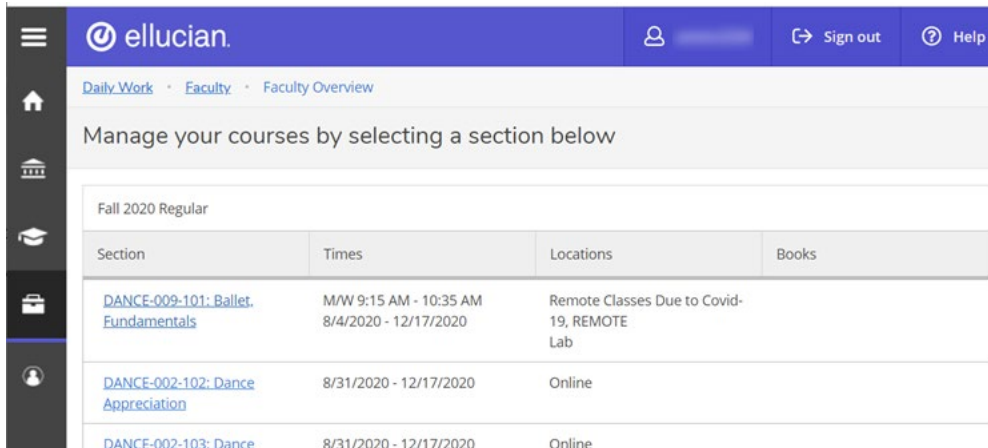 ellucian.
Sign out
Help
Daily Work • Faculty • Faculty Overview
Manage your courses by selecting a section below
Fall 2020 Regular
Section Times Locations Books
DANCE-009-101: Ballet, M/W 9:15 AM - 10:35 AM Remote Classes Due to Covid-
Fundamentals 8/4/2020 - 12/17/2020 19, REMOTE
Lab
DANCE-002-102: Dance 8/31/2020 - 12/17/2020 Online
Appreciation
DANCE-002-103: Dance 8/31/2020 - 12/17/2020 Online